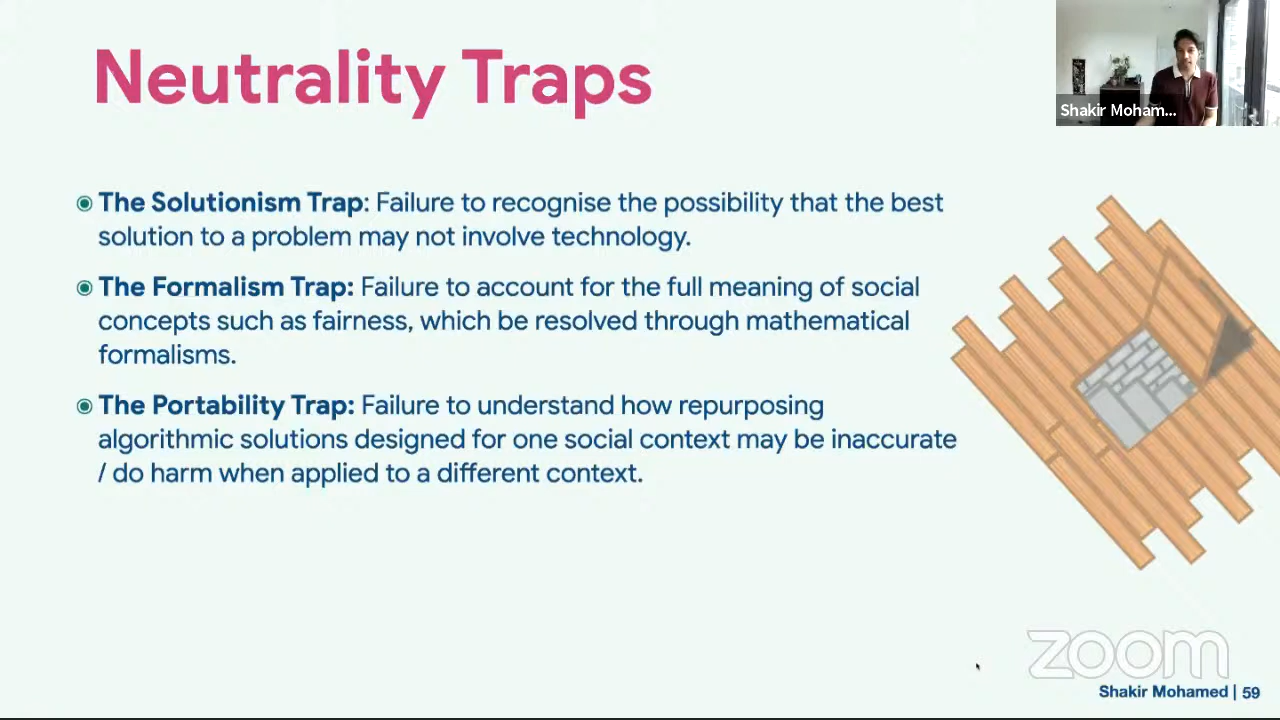 Neutrality Traps
Shakir Moham...
The Solutionism Trap: Failure to recognise the possibility that the best
solution to a problem may not involve technology.
The Formalism Trap: Failure to account for the full meaning of social
concepts such as fairness, which be resolved through mathematical
formalisms.
The Portability Trap: Failure to understand how repurposing
algorithmic solutions designed for one social context may be inaccurate
/ do harm when applied to a different context.
zoom
Shakir Mohamed | 59